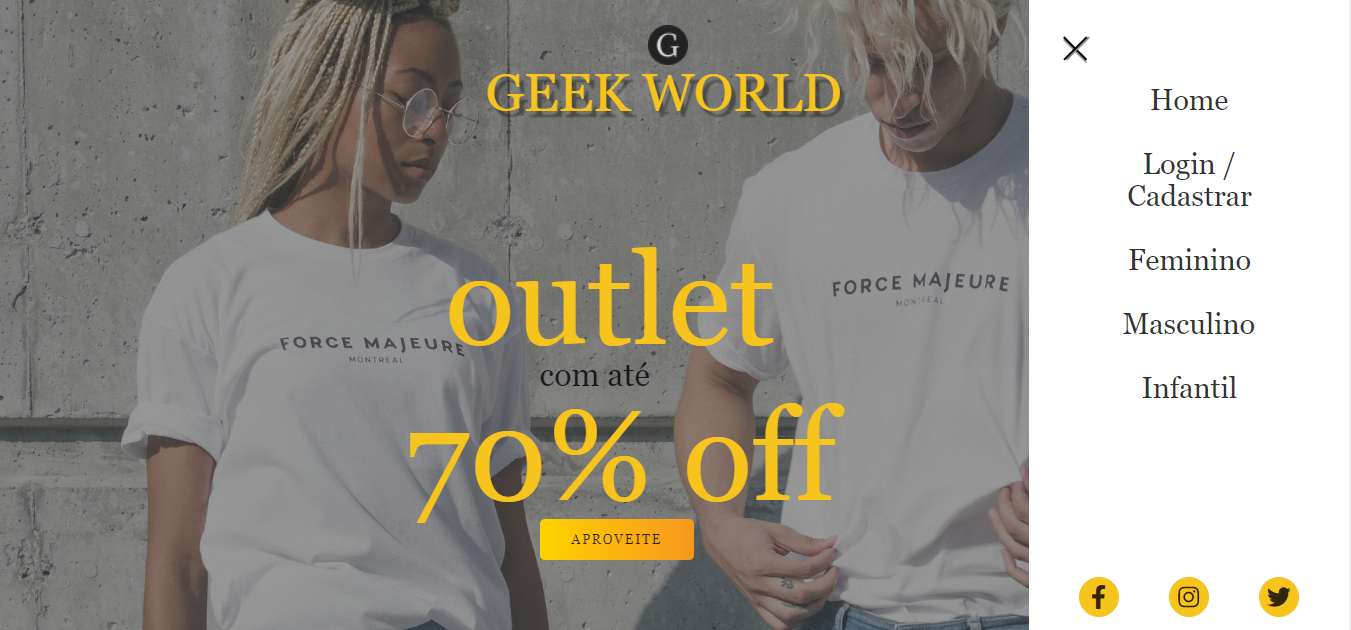 G
GEEK WORLD
outlet
com até
70% off
APROVEITE
FORCE MAJEURE
MONTREAL
FORCE MAJEURE
MONTREAL
Home
Login /
Cadastrar
Feminino
Masculino
Infantil